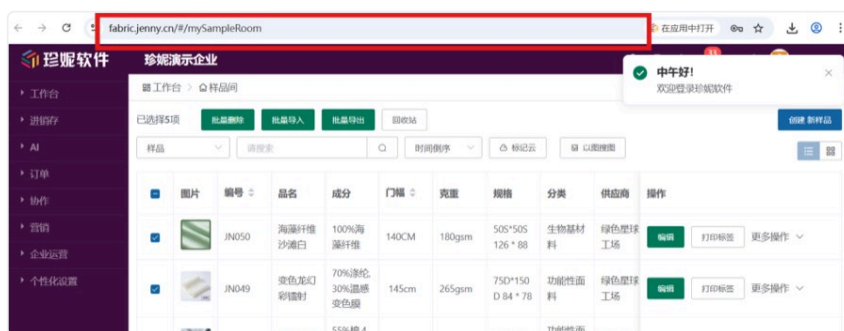 fabric.jenny.cn/#/mySampleRoom
在应用中打开
珍妮软件
珍妮演示企业
33
中午好!
欢迎登录珍妮软件
工作台
进销存
AI
订单
协作
营销
企业运营
个性化设置
工作台 > 样品间
已选择5项 批量删除 批量导入 批量导出 回收站 创建 新样品
样品 请搜索 时间倒序 标记云 以图搜图
图片 编号 品名 成分 门幅 克重 规格 分类 供应商 操作
JN050 海藻纤维沙滩白 100%海藻纤维 140CM 180gsm 50S*50S 126 * 88 生物基材料 绿色星球工场 编辑 打印标签 更多操作
JN049 变色龙幻彩镭射 70%涤纶,30%温感变色膜 145cm 265gsm 75D*150D 84 * 78 功能性面料 绿色星球工场 编辑 打印标签 更多操作